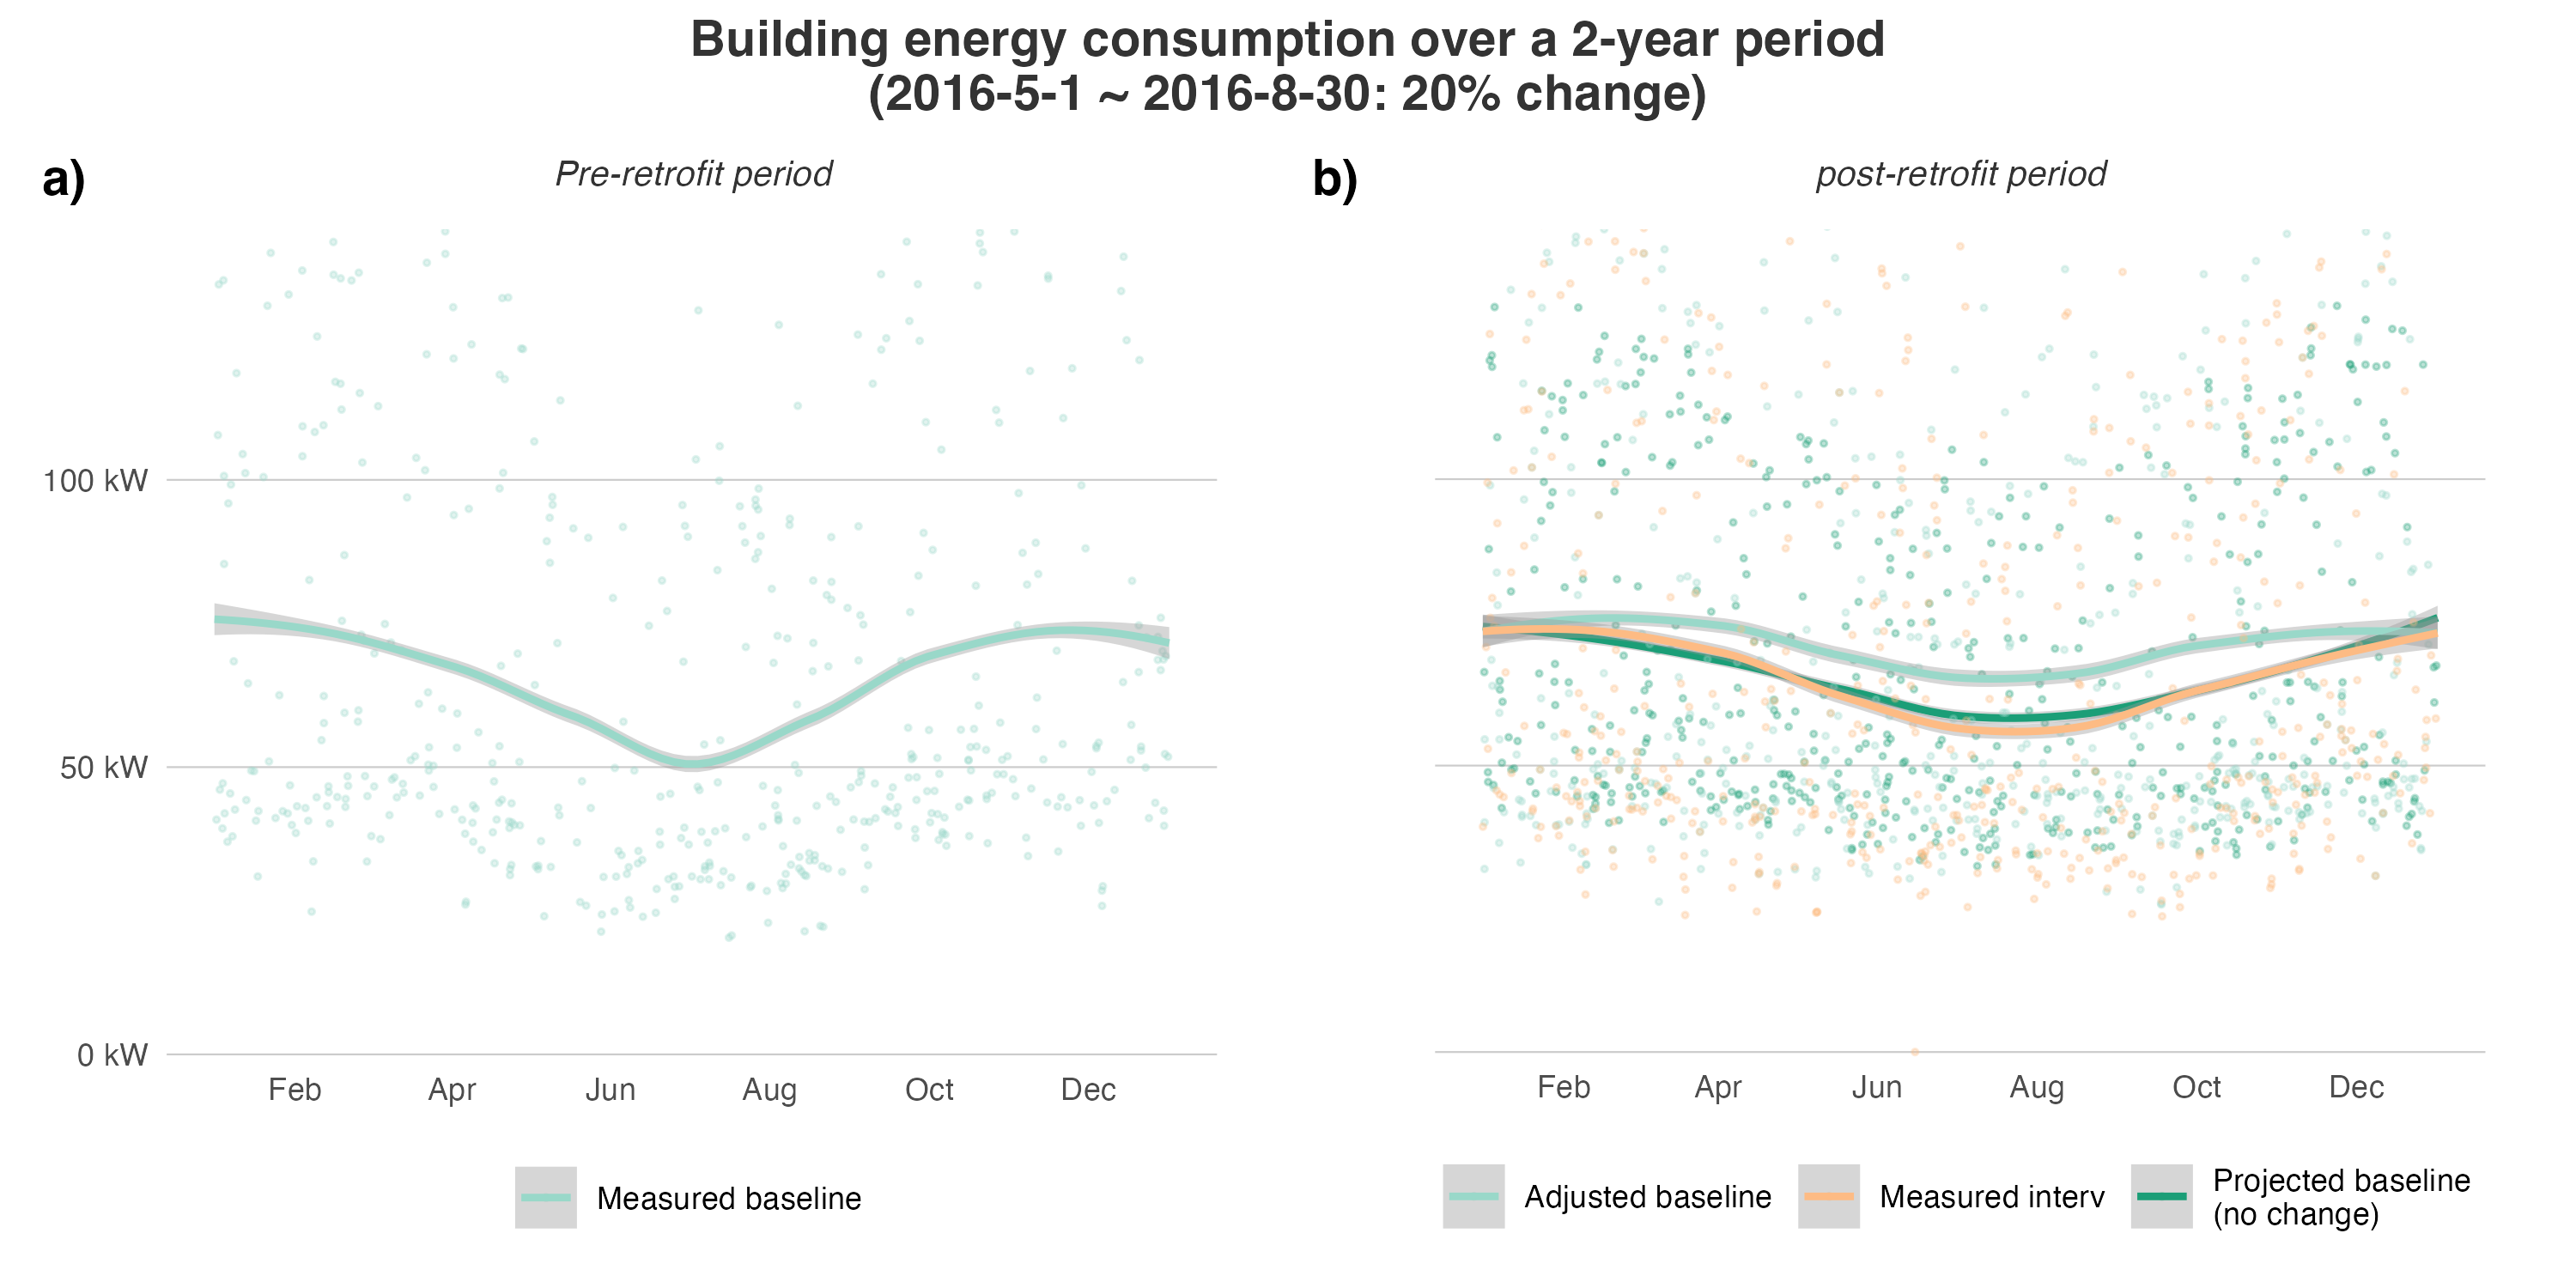 Building energy consumption over a 2-year period
(2016-5-1 ~ 2016-8-30: 20% change)
a)
Pre-retrofit period
100 kW
50 kW
0 kW
Feb Apr Jun Aug Oct Dec
Measured baseline
b)
post-retrofit period
Feb Apr Jun Aug Oct Dec
Adjusted baseline
Measured interv
Projected baseline
(no change)